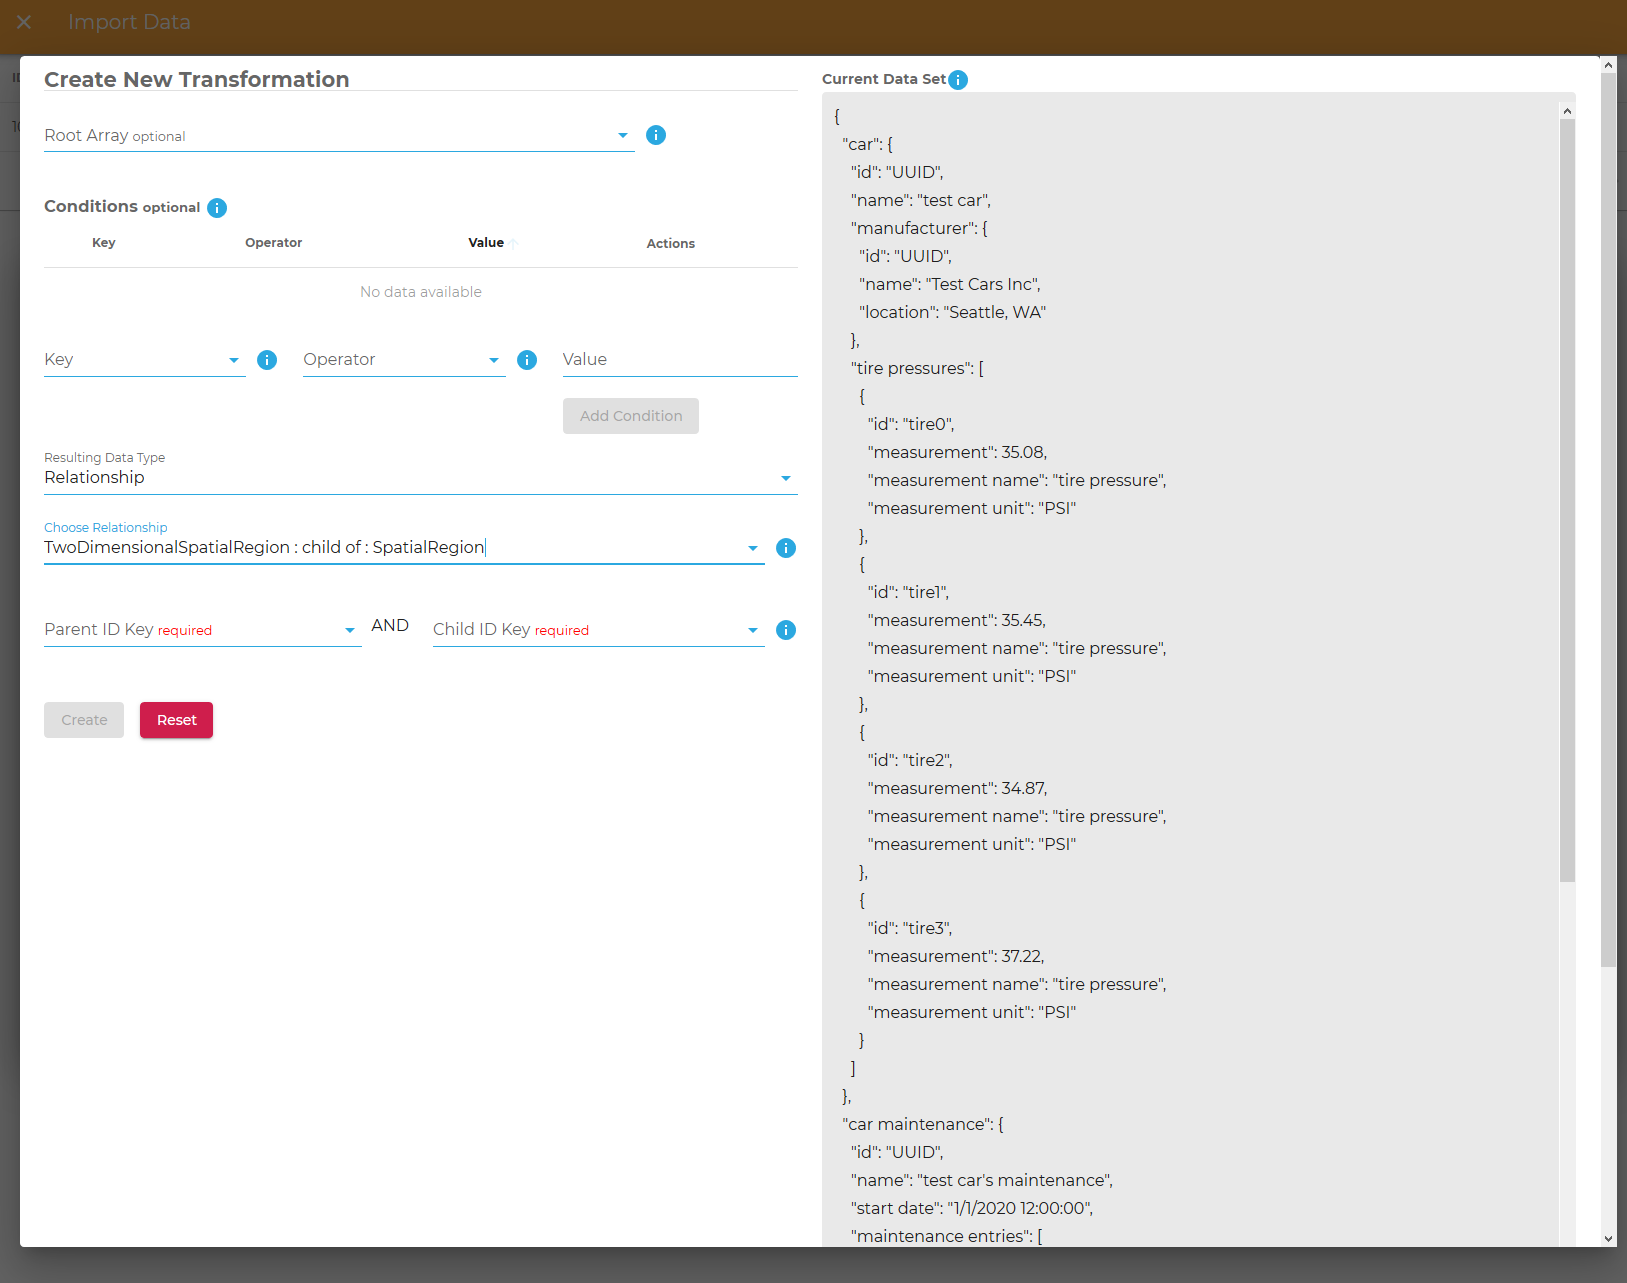 Import Data
Create New Transformation
Root Array optional
Conditions optional
Key Operator Value Actions
No data available
Key Operator Value
Add Condition
Resulting Data Type
Relationship
Choose Relationship
TwoDimensionalSpatialRegion : child of : SpatialRegion
Parent ID Key required AND Child ID Key required
Create Reset
Current Data Set
{
"car": {
"id": "UUID",
"name": "test car",
"manufacturer": {
"id": "UUID",
"name": "Test Cars Inc",
"location": "Seattle, WA"
},
"tire pressures": [
{
"id": "tire0",
"measurement": 35.08,
"measurement name": "tire pressure",
"measurement unit": "PSI"
},
{
"id": "tire1",
"measurement": 35.45,
"measurement name": "tire pressure",
"measurement unit": "PSI"
},
{
"id": "tire2",
"measurement": 34.87,
"measurement name": "tire pressure",
"measurement unit": "PSI"
},
{
"id": "tire3",
"measurement": 37.22,
"measurement name": "tire pressure",
"measurement unit": "PSI"
}
]
},
"car maintenance": {
"id": "UUID",
"name": "test car's maintenance",
"start date": "1/1/2020 12:00:00",
"maintenance entries": [